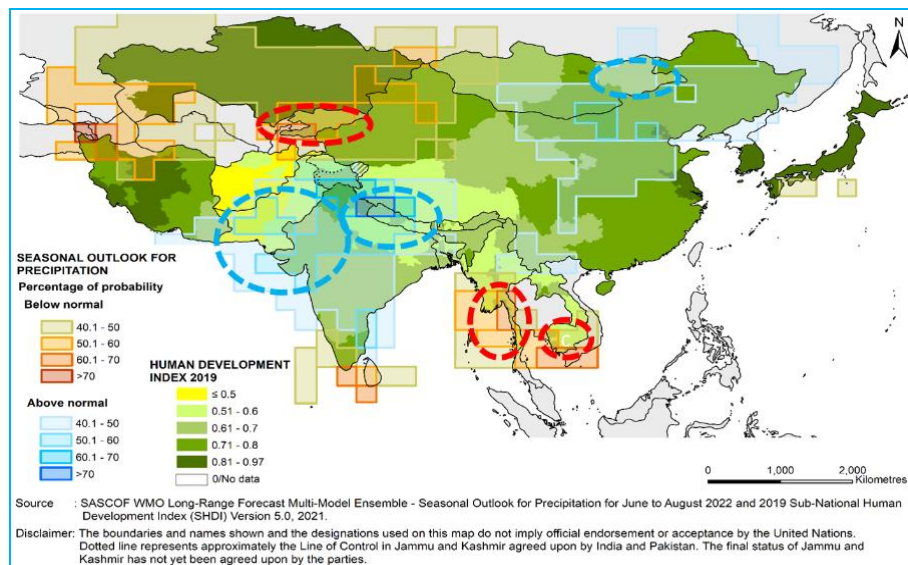 N
SEASONAL OUTLOOK FOR
PRECIPITATION
Percentage of probability
Below normal
40.1 - 50
50.1 - 60
60.1 - 70
>70
Above normal
40.1 - 50
50.1 - 60
60.1 - 70
>70
HUMAN DEVELOPMENT
INDEX 2019
≤ 0.5
0.51 - 0.6
0.61 - 0.7
0.71 - 0.8
0.81 - 0.97
0/No data
C
0 1,000 2,000
Kilometres
Source : SASCOF WMO Long-Range Forecast Multi-Model Ensemble - Seasonal Outlook for Precipitation for June to August 2022 and 2019 Sub-National Human
Development Index (SHDI) Version 5.0, 2021.
Disclaimer: The boundaries and names shown and the designations used on this map do not imply official endorsement or acceptance by the United Nations.
Dotted line represents approximately the Line of Control in Jammu and Kashmir agreed upon by India and Pakistan. The final status of Jammu and
Kashmir has not yet been agreed upon by the parties.